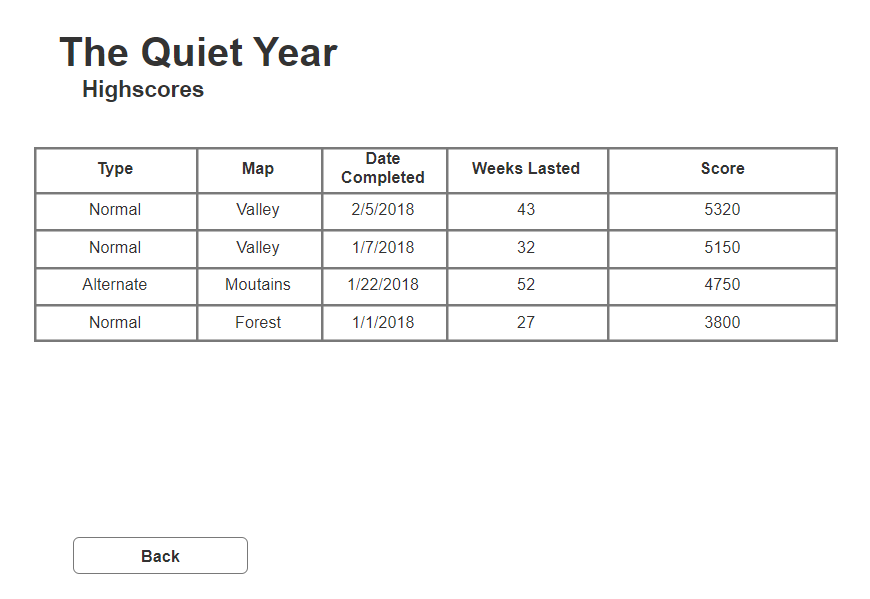 The Quiet Year
Highscores
Type Map Date Completed Weeks Lasted Score
Normal Valley 2/5/2018 43 5320
Normal Valley 1/7/2018 32 5150
Alternate Moutains 1/22/2018 52 4750
Normal Forest 1/1/2018 27 3800
Back